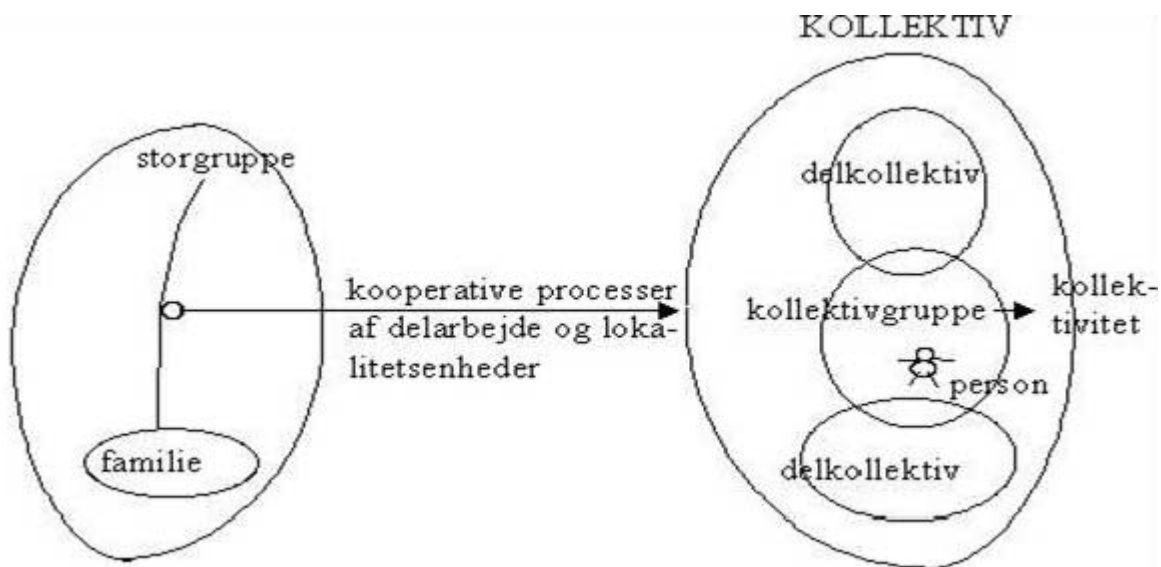 KOLLEKTIV
storgruppe
delkollektiv
kooperative processer
af delarbejde og loka-
litetsenheder
kollektivgruppe
kollek-
tivitet
person
familie
delkollektiv